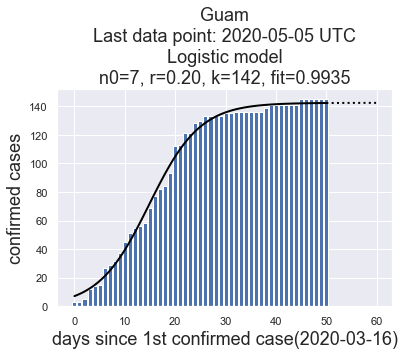 Guam
Last data point: 2020-05-05 UTC
Logistic model
n0=7, r=0.20, k=142, fit=0.9935
140
120
100
80
60
40
20
0
confirmed cases
0 10 20 30 40 50 60
days since 1st confirmed case(2020-03-16)